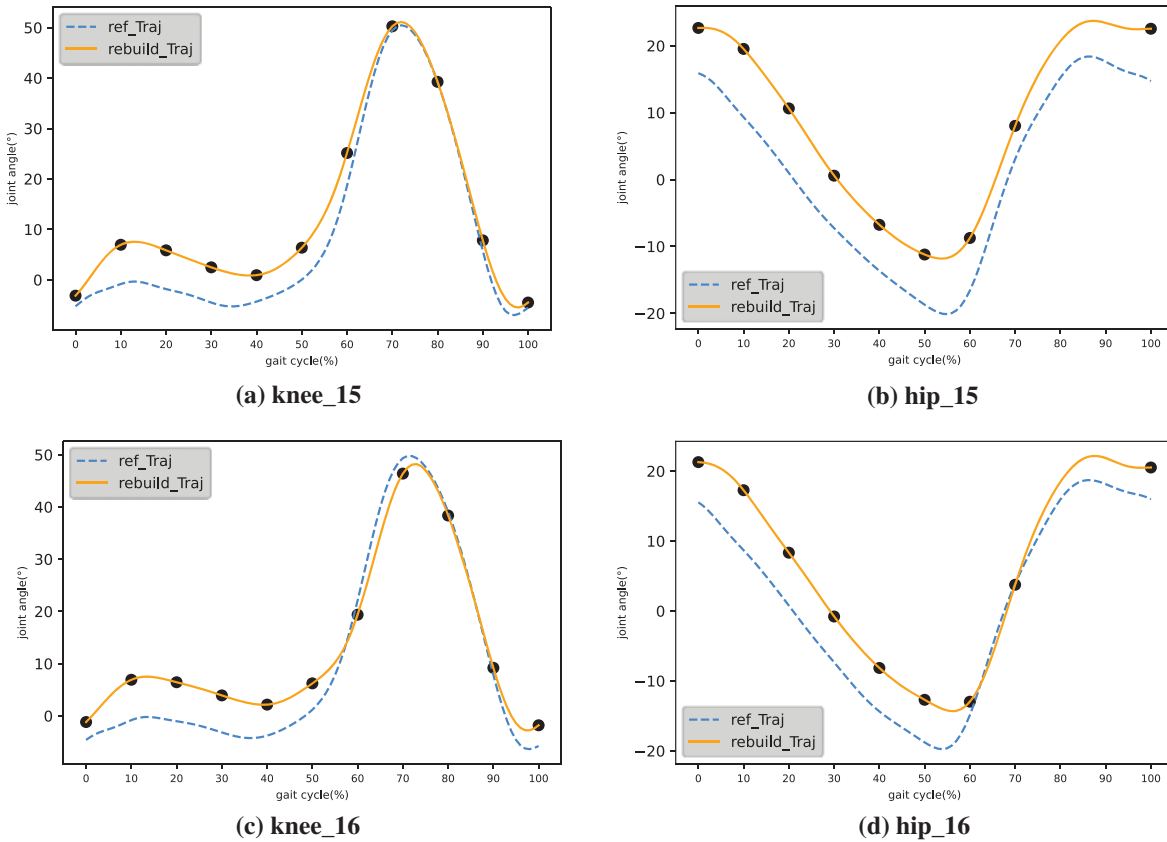 50
40
30
20
10
0
joint angle(°)
ref_Traj
rebuild_Traj
0 10 20 30 40 50 60 70 80 90 100
gait cycle(%)
(a) knee_15
20
10
0
−10
−20
joint angle(°)
ref_Traj
rebuild_Traj
0 10 20 30 40 50 60 70 80 90 100
gait cycle(%)
(b) hip_15
50
40
30
20
10
0
joint angle(°)
ref_Traj
rebuild_Traj
0 10 20 30 40 50 60 70 80 90 100
gait cycle(%)
(c) knee_16
20
10
0
−10
−20
joint angle(°)
ref_Traj
rebuild_Traj
0 10 20 30 40 50 60 70 80 90 100
gait cycle(%)
(d) hip_16